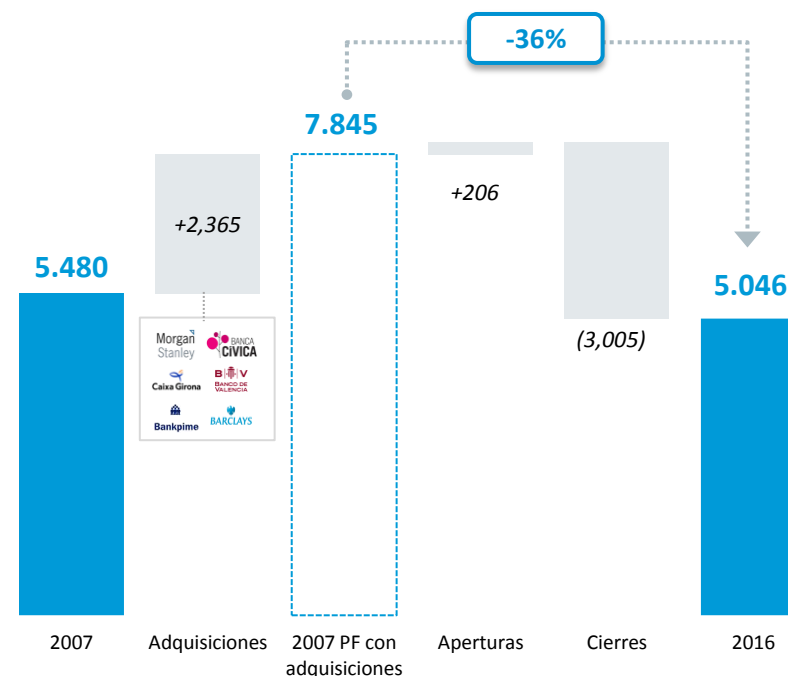 -36%
7.845
+2,365
+206
5.480
5.046
(3,005)
Morgan
Stanley
BANCA
CÍVICA
Caixa Girona
B V
BANCO DE
VALENCIA
Bankpime
BARCLAYS
2007
Adquisiciones
2007 PF con
adquisiciones
Aperturas
Cierres
2016